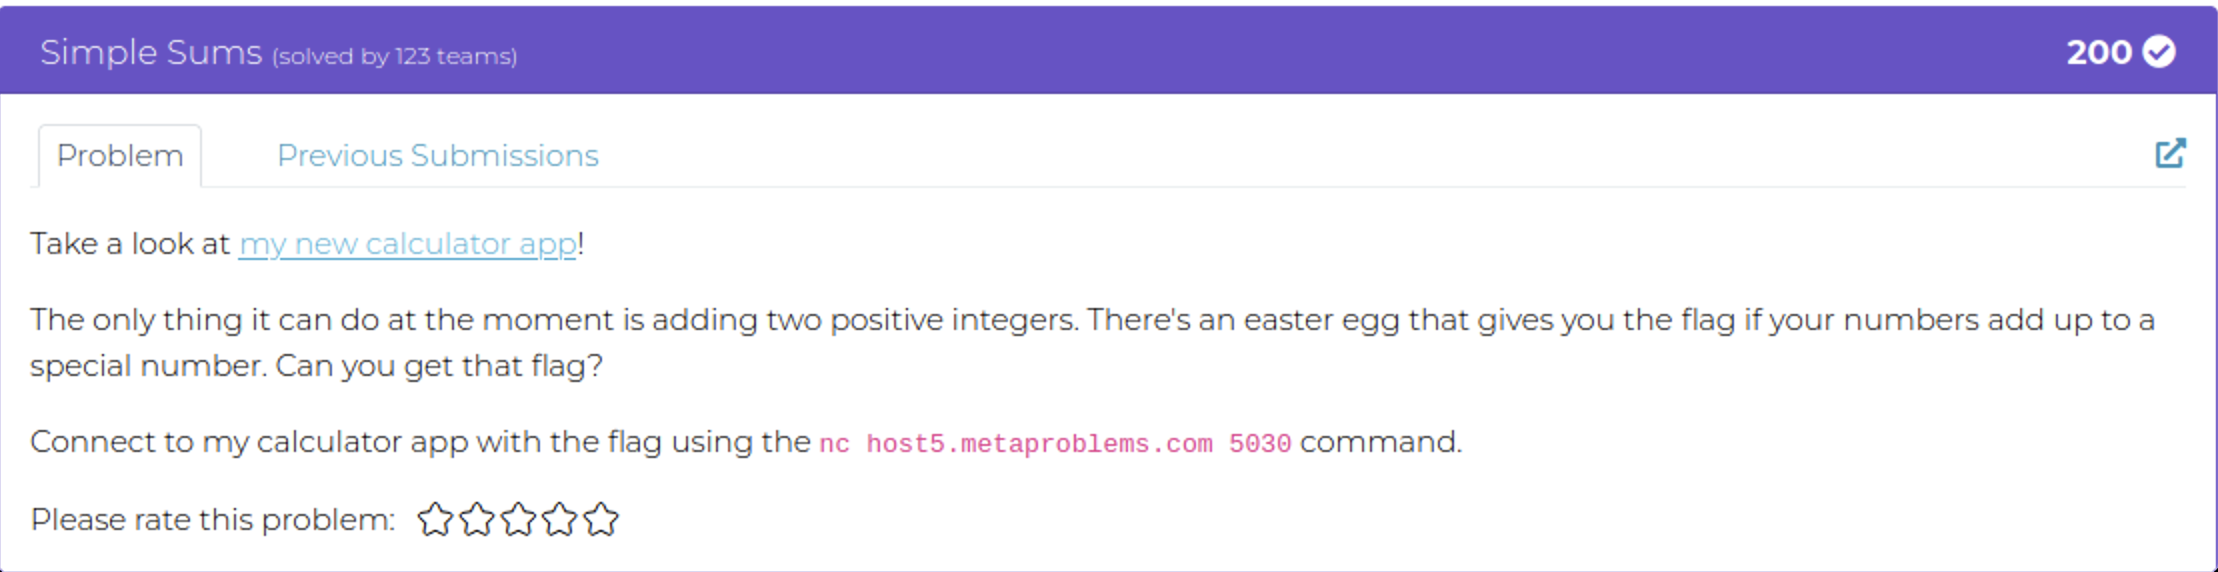 Simple Sums (solved by 123 teams) 200
Problem Previous Submissions
Take a look at my new calculator app!
The only thing it can do at the moment is adding two positive integers. There's an easter egg that gives you the flag if your numbers add up to a
special number. Can you get that flag?
Connect to my calculator app with the flag using the nc host5.metaproblems.com 5030 command.
Please rate this problem: